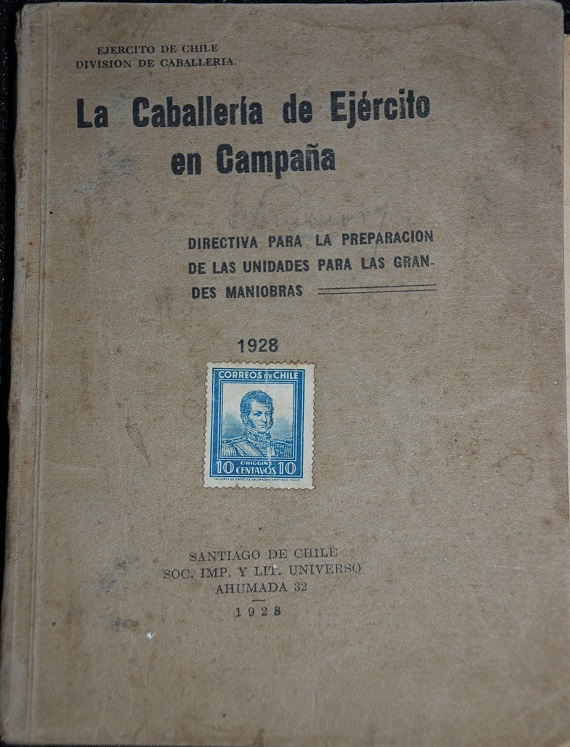 EJERCITO DE CHILE
DIVISION DE CABALLERIA.
La Caballería de Ejército
en Campaña
DIRECTIVA PARA LA PREPARACION
DE LAS UNIDADES PARA LAS GRAN-
DES MANIOBRAS
1928
CORREOS DE CHILE
O'HIGGINS
10 CENTAVOS 10
SANTIAGO DE CHILE
SOC. IMP. Y LIT. UNIVERSO
AHUMADA 32
1928